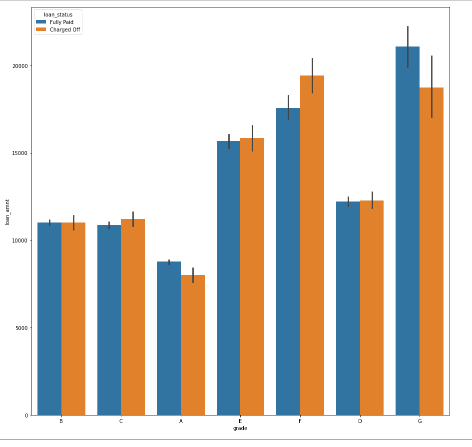 loan_status
Fully Paid
Charged Off
20000
15000
10000
5000
0
loan_amnt
B C A E F D G
grade